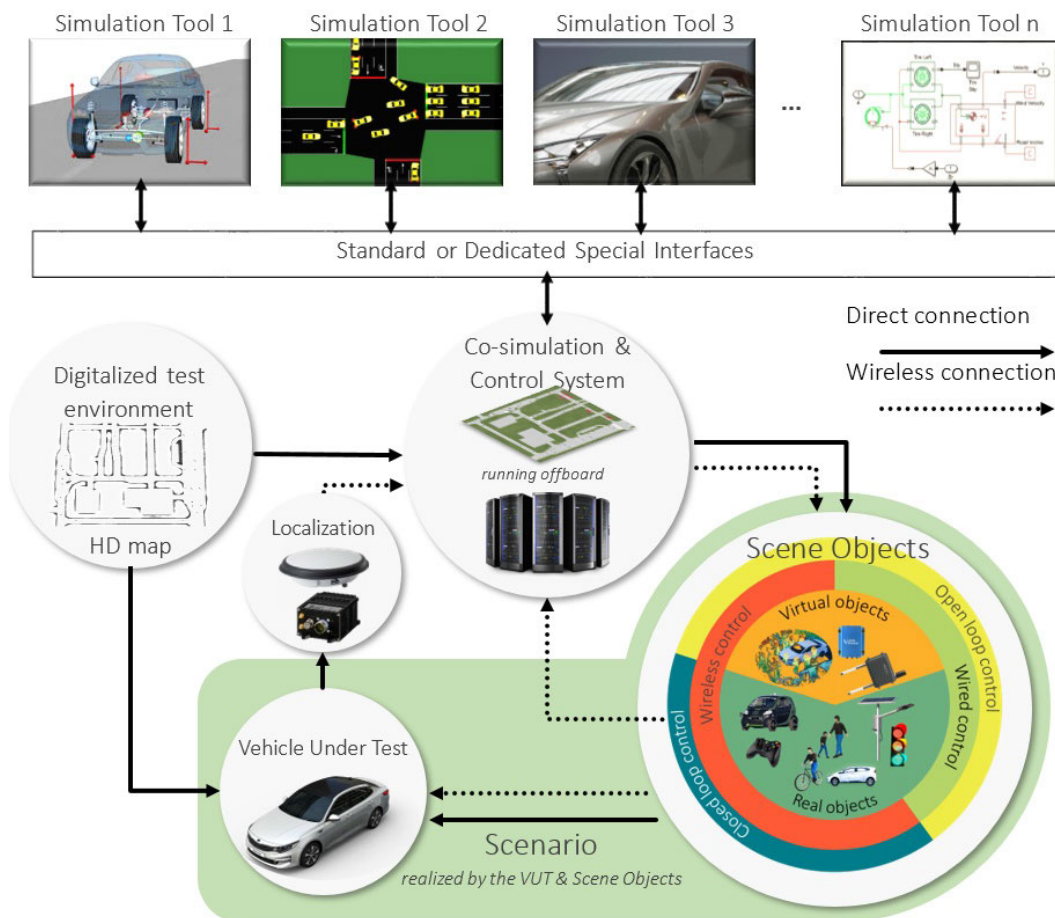 Simulation Tool 1
Simulation Tool 2
Simulation Tool 3
Simulation Tool n
...
Standard or Dedicated Special Interfaces
Direct connection
Wireless connection
Digitalized test
environment
HD map
Co-simulation &
Control System
running offboard
Localization
Scene Objects
Virtual objects
Real objects
Wireless control
Wired control
Open loop control
Closed loop control
Vehicle Under Test
Scenario
realized by the VUT & Scene Objects